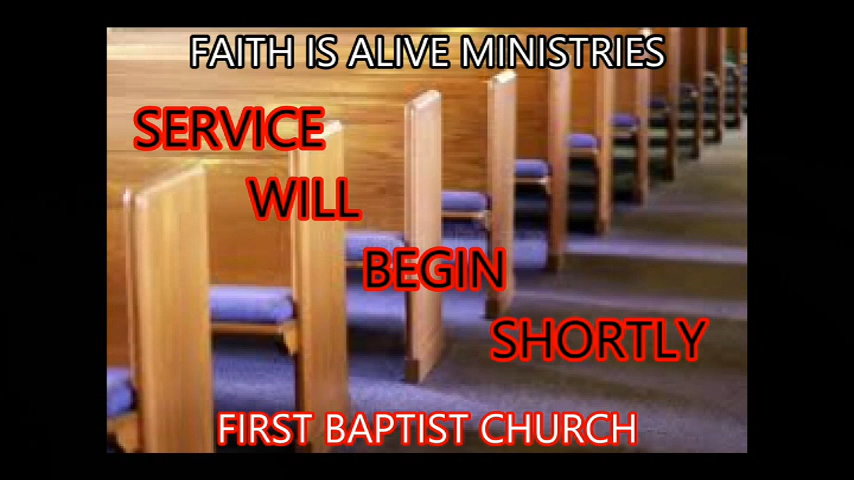 FAITH IS ALIVE MINISTRIES
SERVICE
WILL
BEGIN
SHORTLY
FIRST BAPTIST CHURCH